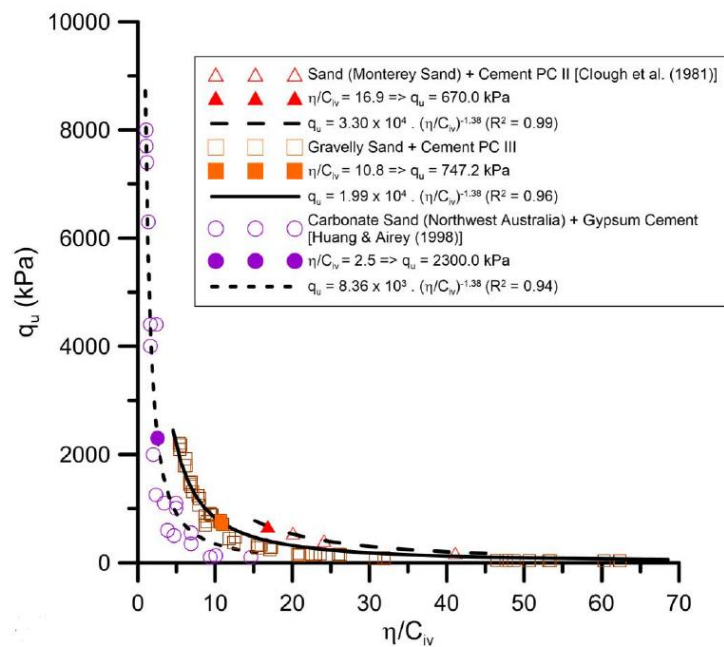 10000
8000
6000
4000
2000
0
q_u (kPa)
Sand (Monterey Sand) + Cement PC II [Clough et al. (1981)]
η/C_iv = 16.9 => q_u = 670.0 kPa
q_u = 3.30 x 10⁴ . (η/C_iv)⁻¹·³⁸ (R² = 0.99)
Gravelly Sand + Cement PC III
η/C_iv = 10.8 => q_u = 747.2 kPa
q_u = 1.99 x 10⁴ . (η/C_iv)⁻¹·³⁸ (R² = 0.96)
Carbonate Sand (Northwest Australia) + Gypsum Cement
[Huang & Airey (1998)]
η/C_iv = 2.5 => q_u = 2300.0 kPa
q_u = 8.36 x 10³ . (η/C_iv)⁻¹·³⁸ (R² = 0.94)
0 10 20 30 40 50 60 70
η/C_iv